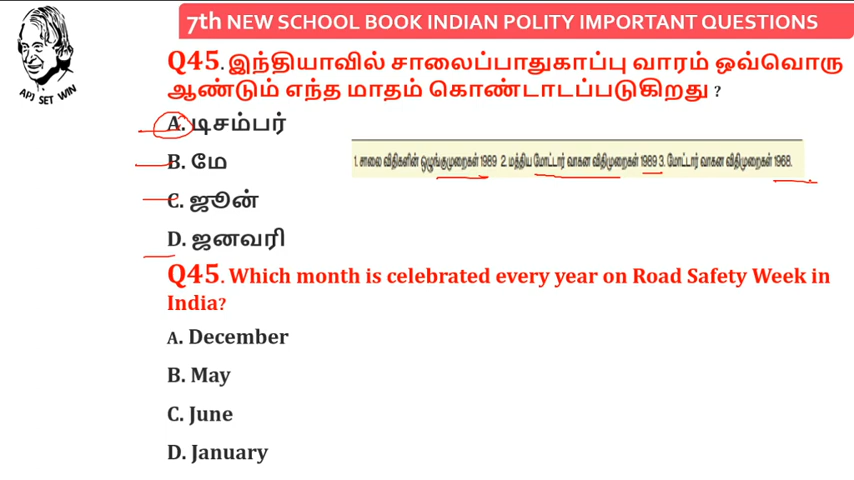 7th NEW SCHOOL BOOK INDIAN POLITY IMPORTANT QUESTIONS
APJ SET WIN
Q45. இந்தியாவில் சாலைப்பாதுகாப்பு வாரம் ஒவ்வொரு
ஆண்டும் எந்த மாதம் கொண்டாடப்படுகிறது ?
A. டிசம்பர்
B. மே
1. சாலை விதிகளின் ஒழுங்குமுறைகள் 1989 2. மத்திய மோட்டார் வாகன விதிமுறைகள் 1989 3. மோட்டார் வாகன விதிமுறைகள் 1968.
C. ஜூன்
D. ஜனவரி
Q45. Which month is celebrated every year on Road Safety Week in
India?
A. December
B. May
C. June
D. January